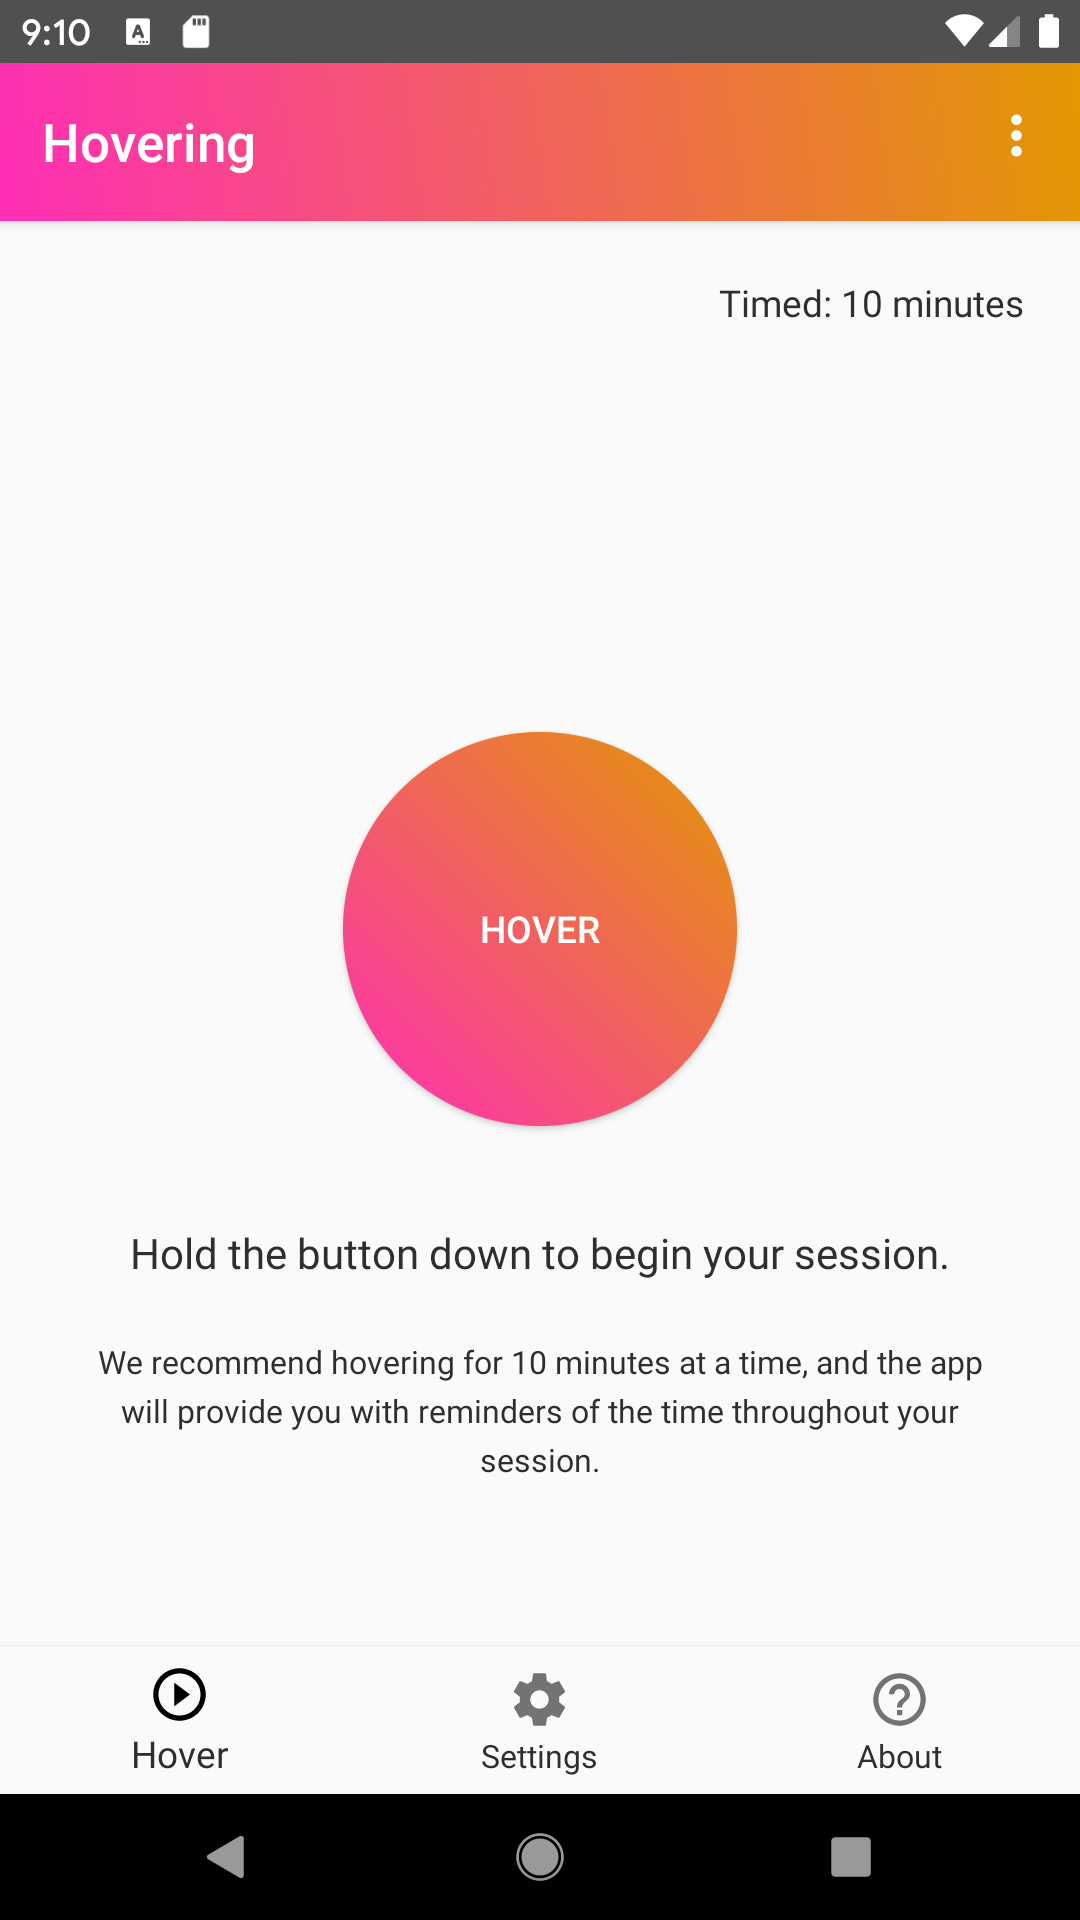 9:10
Hovering
Timed: 10 minutes
HOVER
Hold the button down to begin your session.
We recommend hovering for 10 minutes at a time, and the app
will provide you with reminders of the time throughout your
session.
Hover
Settings
About